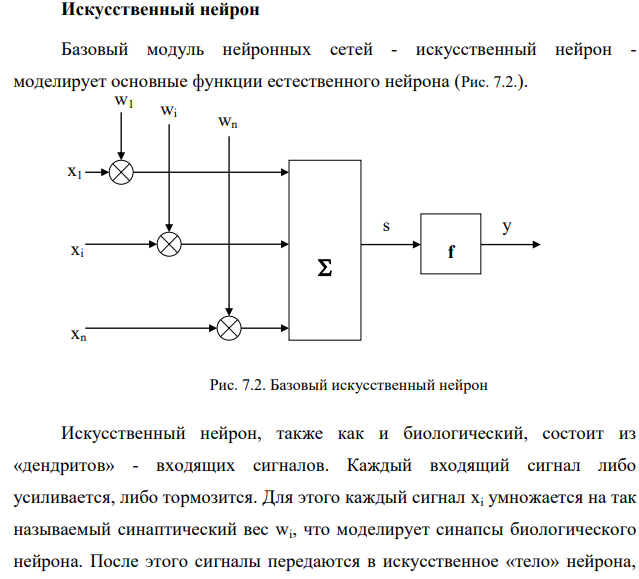 Искусственный нейрон
Базовый модуль нейронных сетей - искусственный нейрон -
моделирует основные функции естественного нейрона (Рис. 7.2.).
w1
wi
wn
x1
s
y
xi
Σ
f
xn
Рис. 7.2. Базовый искусственный нейрон
Искусственный нейрон, также как и биологический, состоит из
«дендритов» - входящих сигналов. Каждый входящий сигнал либо
усиливается, либо тормозится. Для этого каждый сигнал xi умножается на так
называемый синаптический вес wi, что моделирует синапсы биологического
нейрона. После этого сигналы передаются в искусственное «тело» нейрона,